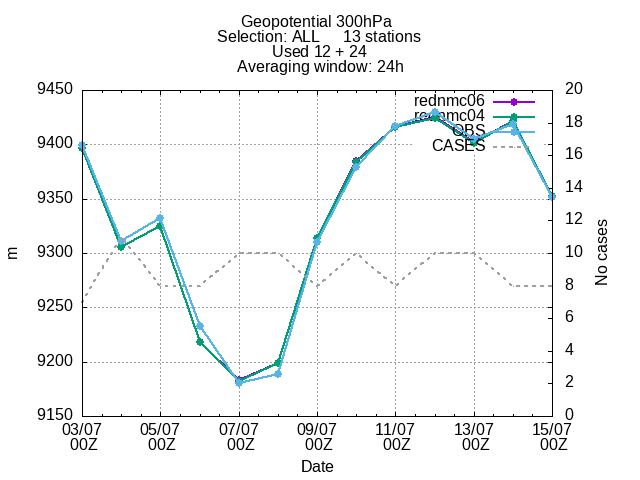 Geopotential 300hPa
Selection: ALL 13 stations
Used 12 + 24
Averaging window: 24h
9450
9400
9350
9300
9250
9200
9150
m
20
18
16
14
12
10
8
6
4
2
0
No cases
rednmc06
rednmc04
OBS
CASES
03/07 05/07 07/07 09/07 11/07 13/07 15/07
00Z 00Z 00Z 00Z 00Z 00Z 00Z
Date